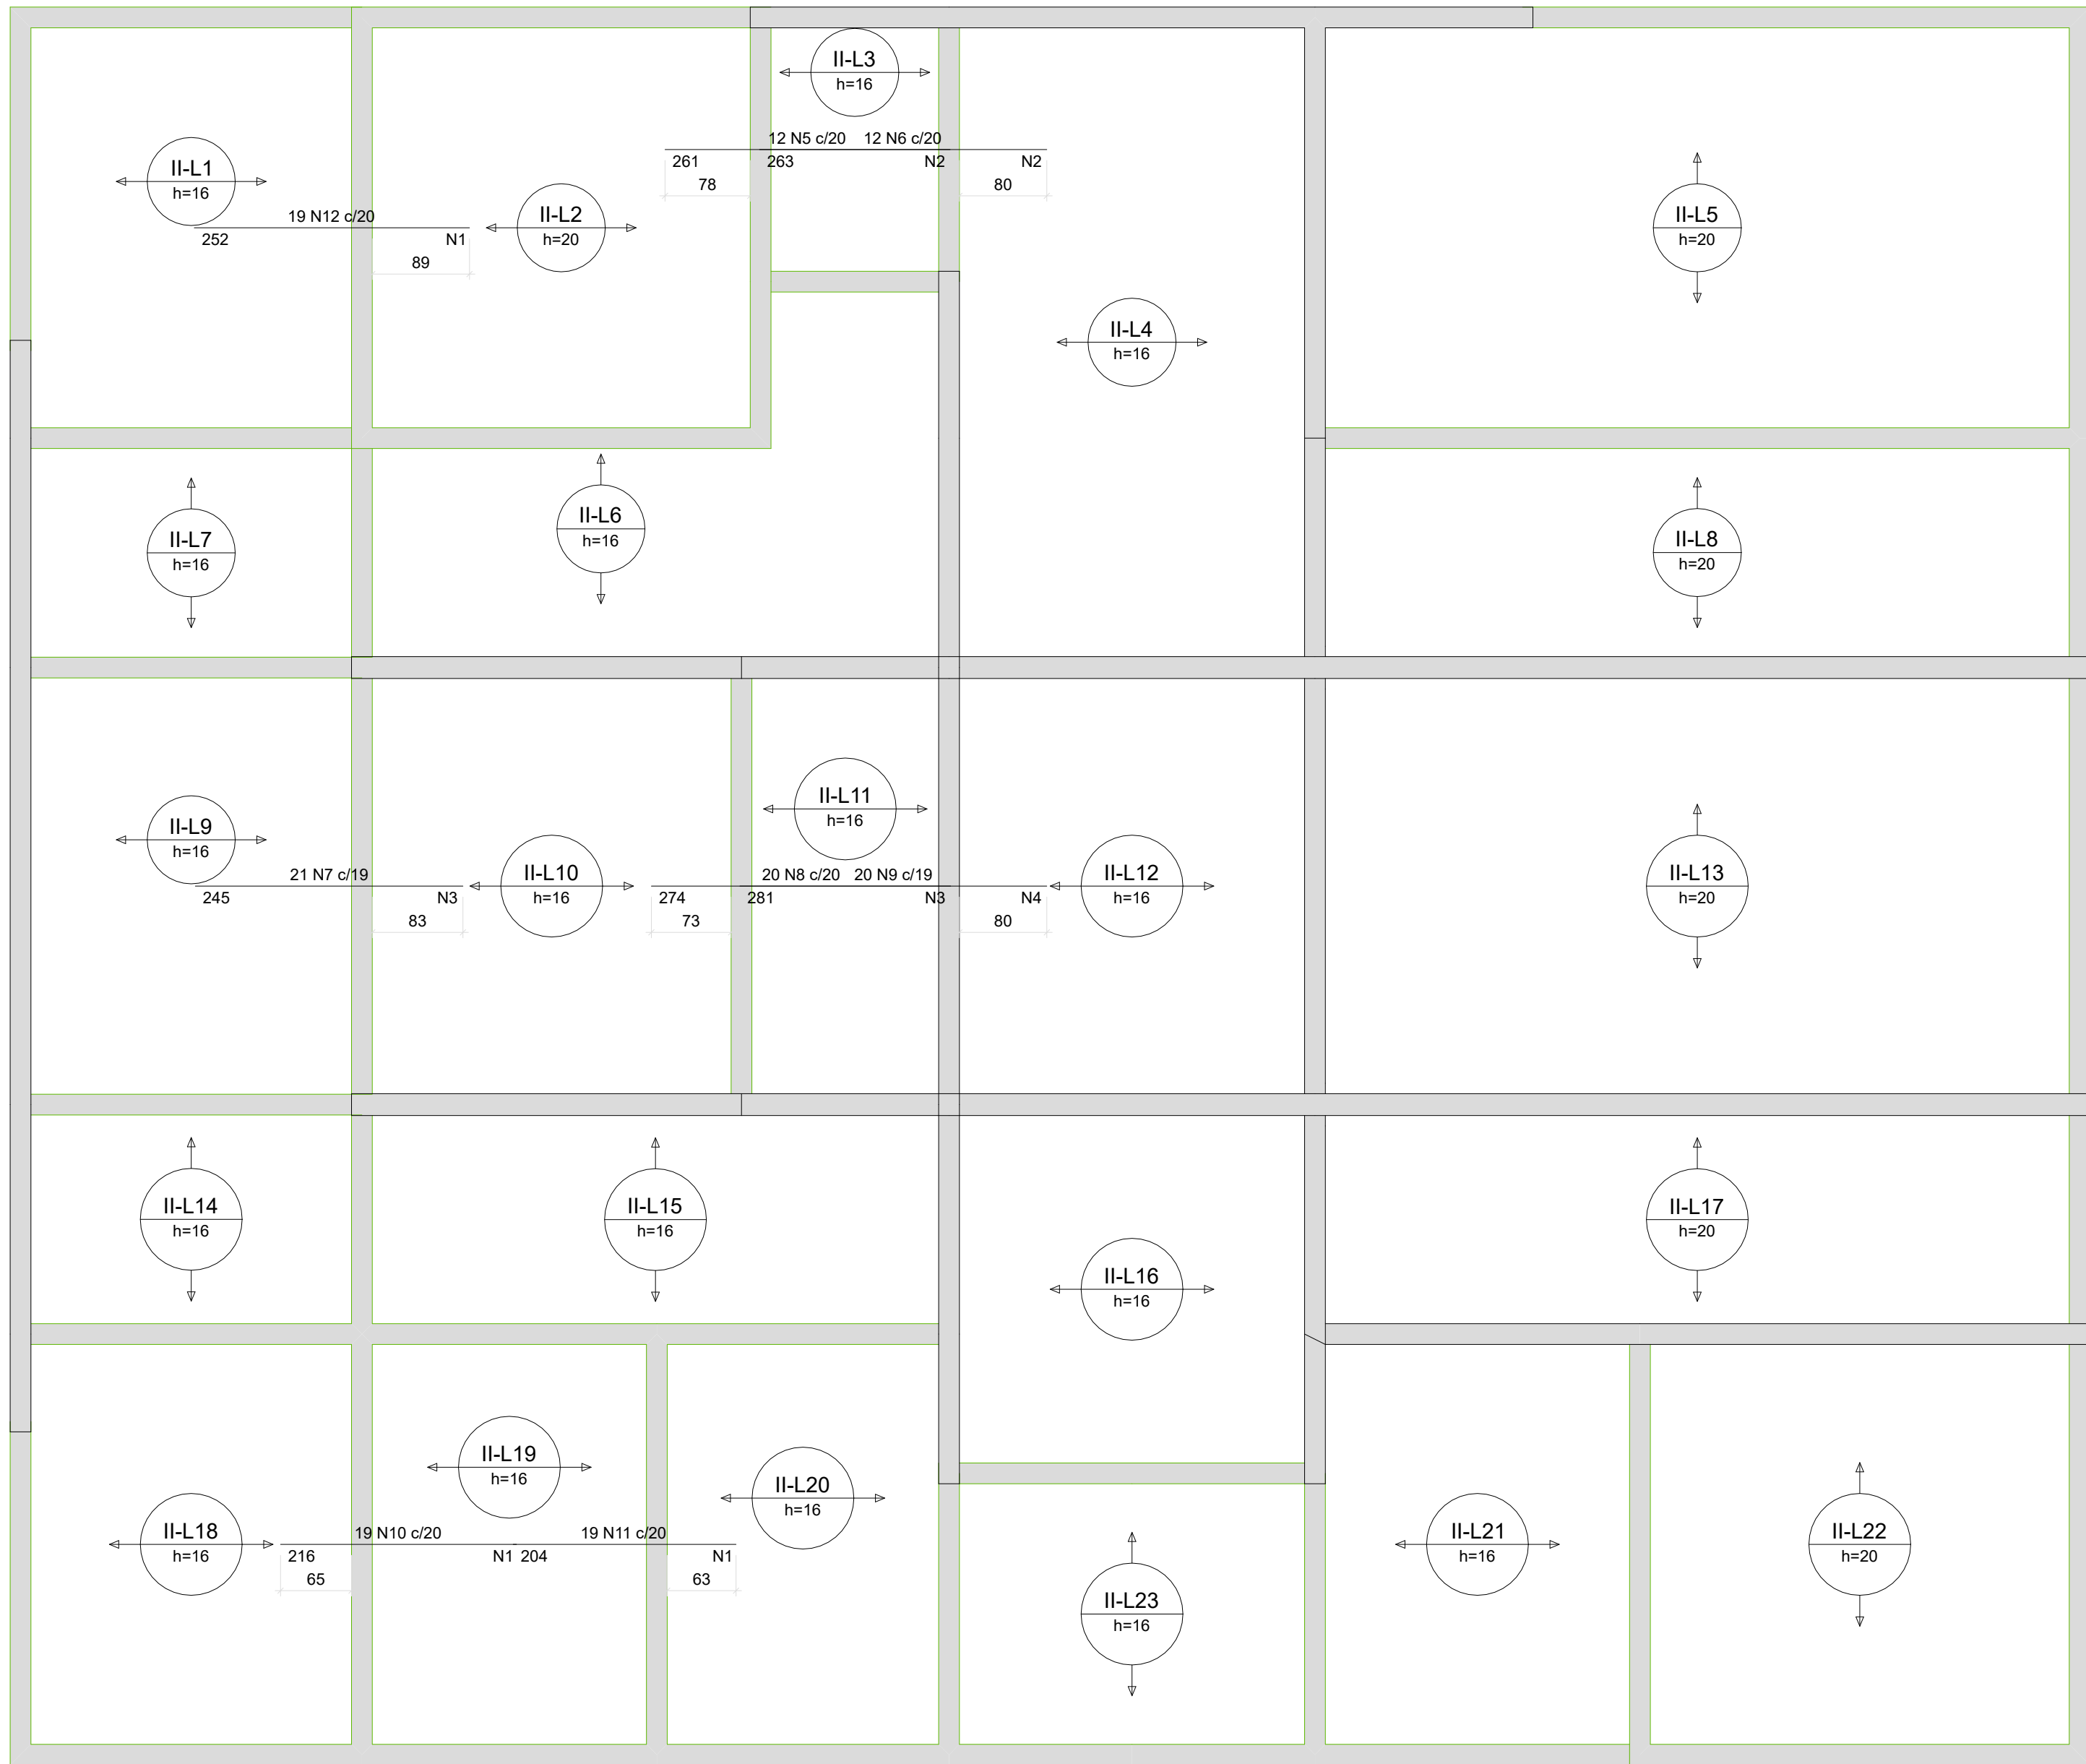 II-L3
h=16
12 N5 c/20 12 N6 c/20
261 263 N2 N2
78 80
II-L1
h=16
19 N12 c/20
252 N1
89
II-L2
h=20
II-L5
h=20
II-L4
h=16
II-L7
h=16
II-L6
h=16
II-L8
h=20
II-L9
h=16
21 N7 c/19
245 N3
83
II-L10
h=16
II-L11
h=16
20 N8 c/20 20 N9 c/19
274 281 N3 N4
73 80
II-L12
h=16
II-L13
h=20
II-L14
h=16
II-L15
h=16
II-L16
h=16
II-L17
h=20
II-L18
h=16
II-L19
h=16
II-L20
h=16
19 N10 c/20 19 N11 c/20
216 N1 204 N1
65 63
II-L21
h=16
II-L22
h=20
II-L23
h=16